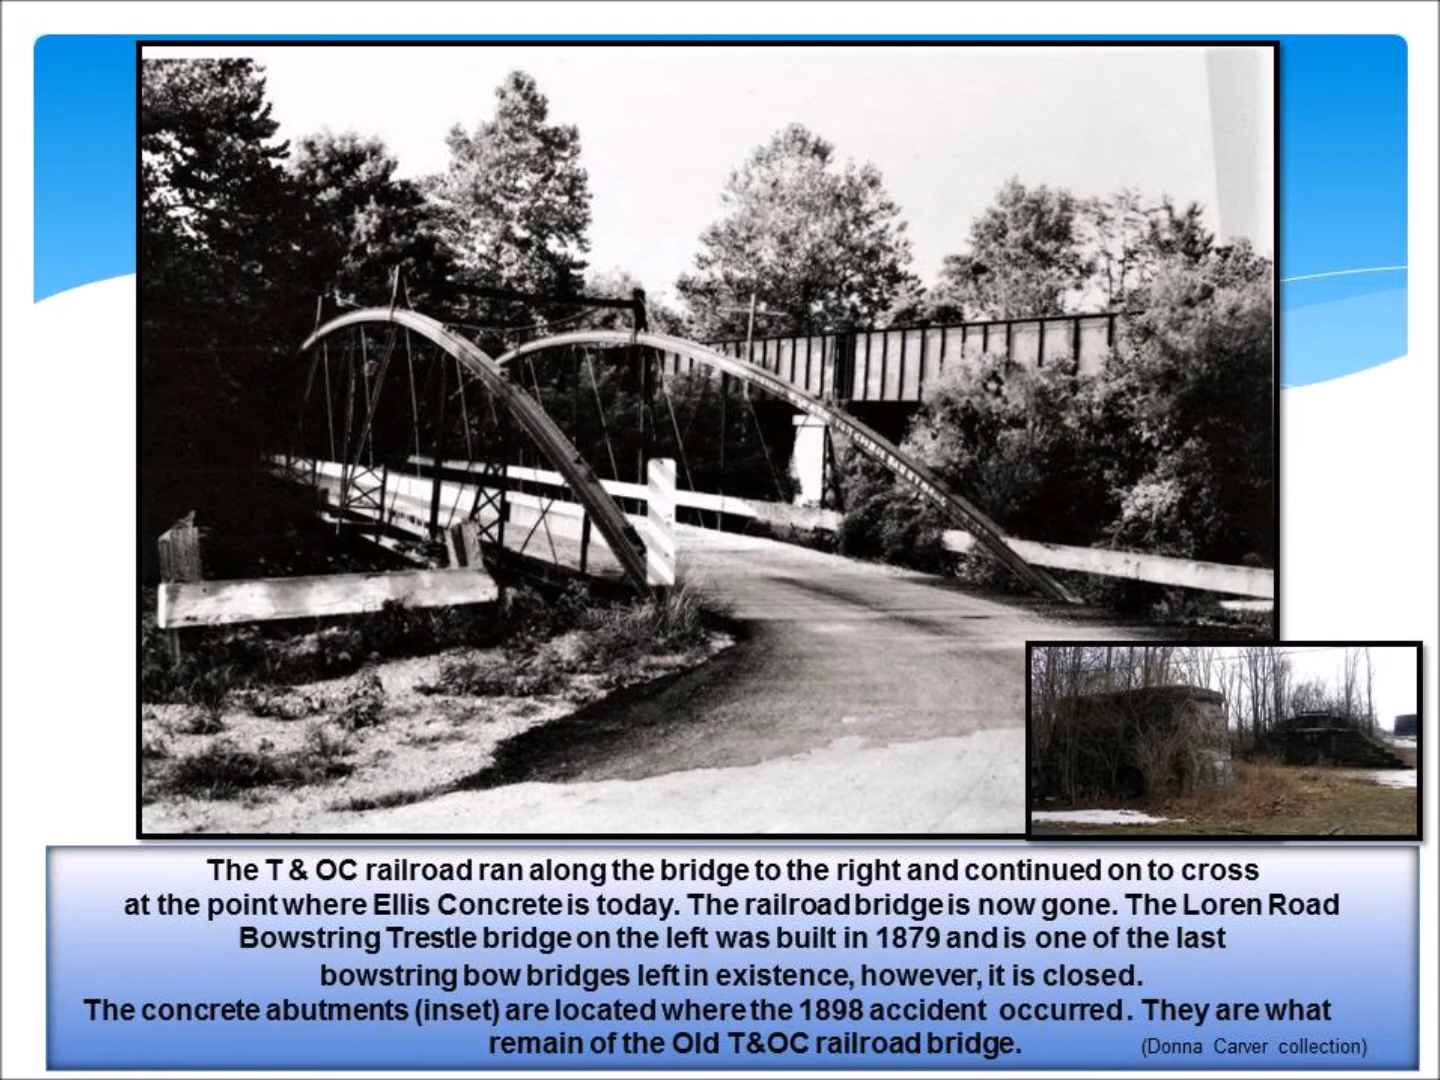 The T & OC railroad ran along the bridge to the right and continued on to cross
at the point where Ellis Concrete is today. The railroad bridge is now gone. The Loren Road
Bowstring Trestle bridge on the left was built in 1879 and is one of the last
bowstring bow bridges left in existence, however, it is closed.
The concrete abutments (inset) are located where the 1898 accident occurred. They are what
remain of the Old T&OC railroad bridge. (Donna Carver collection)